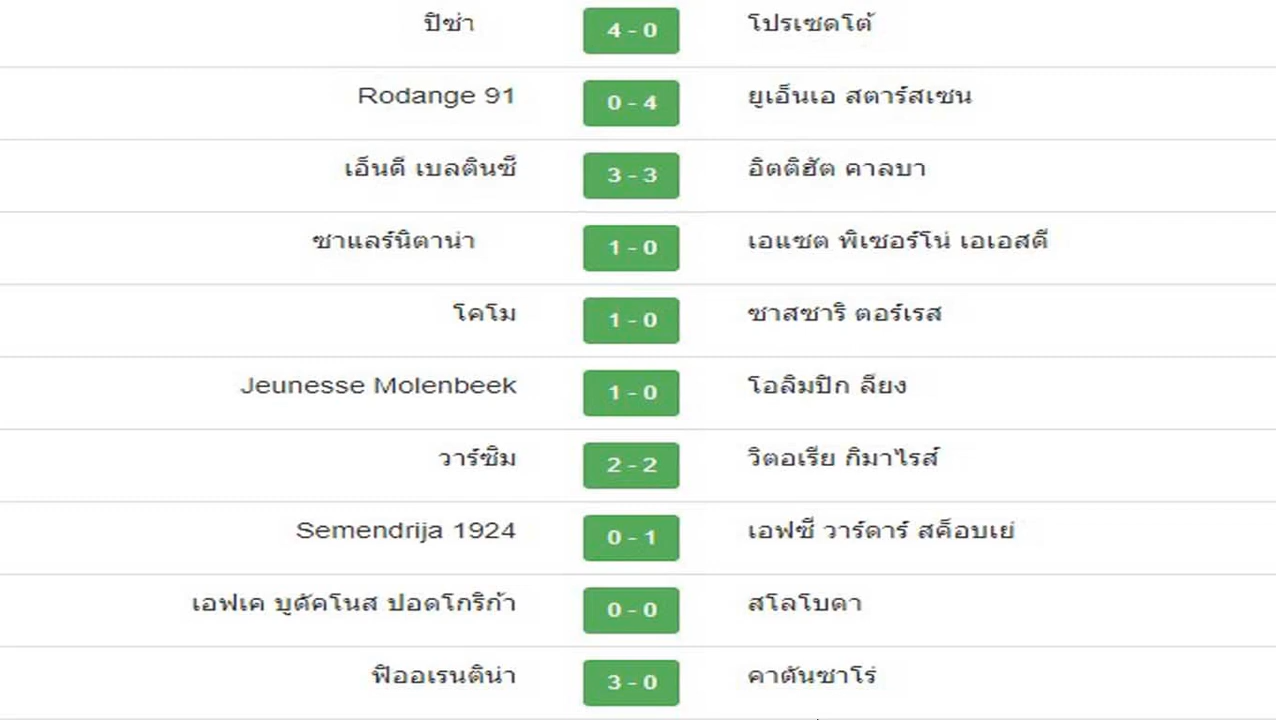 ปิซ่า 4 - 0 โปรเซดโต้
Rodange 91 0 - 4 ยูเอ็นเอ สตาร์สเซน
เอ็นดี เบลตินซี 3 - 3 อิตติฮัต คาลบา
ซาแลร์นิตาน่า 1 - 0 เอแซต พิเซอร์โน่ เอเอสดี
โคโม 1 - 0 ซาสซาริ ตอร์เรส
Jeunesse Molenbeek 1 - 0 โอลิมปิก ลียง
วาร์ซิม 2 - 2 วิตอเรีย กิมาไรส์
Semendrija 1924 0 - 1 เอฟซี วาร์ดาร์ สค็อบเย่
เอฟเค บูดัคโนส ปอดโกริก้า 0 - 0 สโลโบดา
ฟิออเรนติน่า 3 - 0 คาตันซาโร่